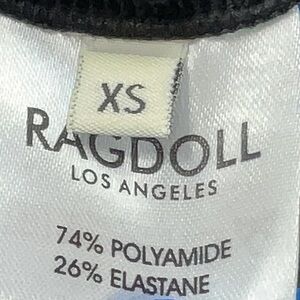 XS
RAGDOLL
LOS ANGELES
74% POLYAMIDE
26% ELASTANE